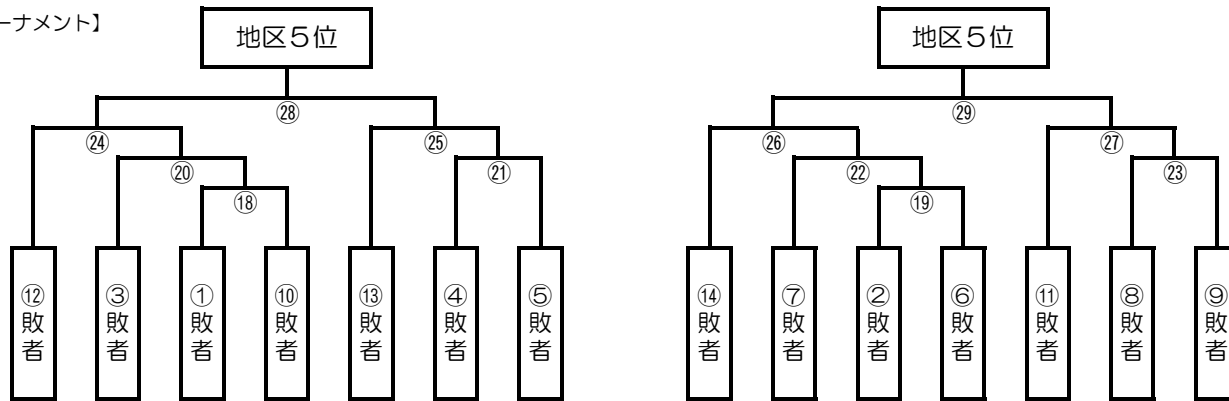 ーナメント】
地区5位
地区5位
㉘
㉙
㉔
㉕
㉖
㉗
⑳
㉑
㉒
㉓
⑱
⑲
⑫敗者
③敗者
①敗者
⑩敗者
⑬敗者
④敗者
⑤敗者
⑭敗者
⑦敗者
②敗者
⑥敗者
⑪敗者
⑧敗者
⑨敗者